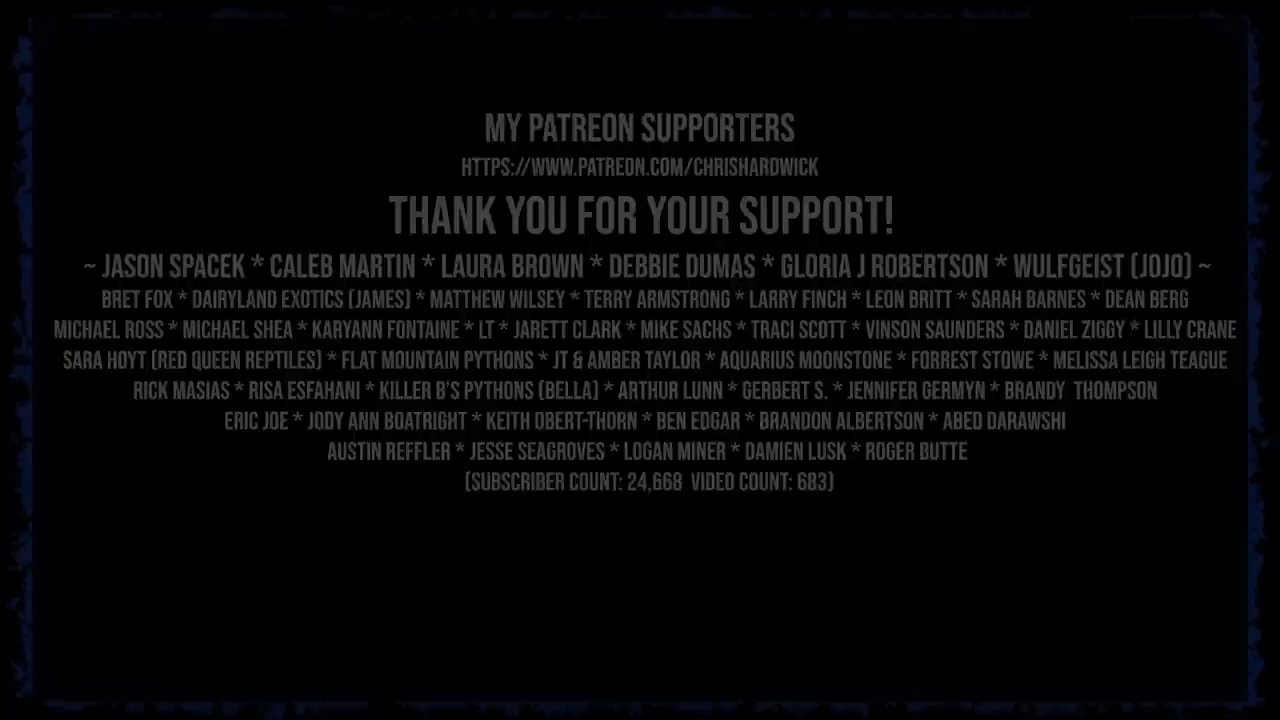 MY PATREON SUPPORTERS
HTTPS://WWW.PATREON.COM/CHRISHARDWICK
THANK YOU FOR YOUR SUPPORT!
~ JASON SPACEK * CALEB MARTIN * LAURA BROWN * DEBBIE DUMAS * GLORIA J ROBERTSON * WULFGEIST (JOJO) ~
BRET FOX * DAIRYLAND EXOTICS (JAMES) * MATTHEW WILSEY * TERRY ARMSTRONG * LARRY FINCH * LEON BRITT * SARAH BARNES * DEAN BERG
MICHAEL ROSS * MICHAEL SHEA * KARYANN FONTAINE * LT * JARETT CLARK * MIKE SACHS * TRACI SCOTT * VINSON SAUNDERS * DANIEL ZIGGY * LILLY CRANE
SARA HOYT (RED QUEEN REPTILES) * FLAT MOUNTAIN PYTHONS * JT & AMBER TAYLOR * AQUARIUS MOONSTONE * FORREST STOWE * MELISSA LEIGH TEAGUE
RICK MASIAS * RISA ESFAHANI * KILLER B'S PYTHONS (BELLA) * ARTHUR LUNN * GERBERT S. * JENNIFER GERMYN * BRANDY  THOMPSON
ERIC JOE * JODY ANN BOATRIGHT * KEITH OBERT-THORN * BEN EDGAR * BRANDON ALBERTSON * ABED DARAWSHI
AUSTIN REFFLER * JESSE SEAGROVES * LOGAN MINER * DAMIEN LUSK * ROGER BUTTE
(SUBSCRIBER COUNT: 24,668  VIDEO COUNT: 683)